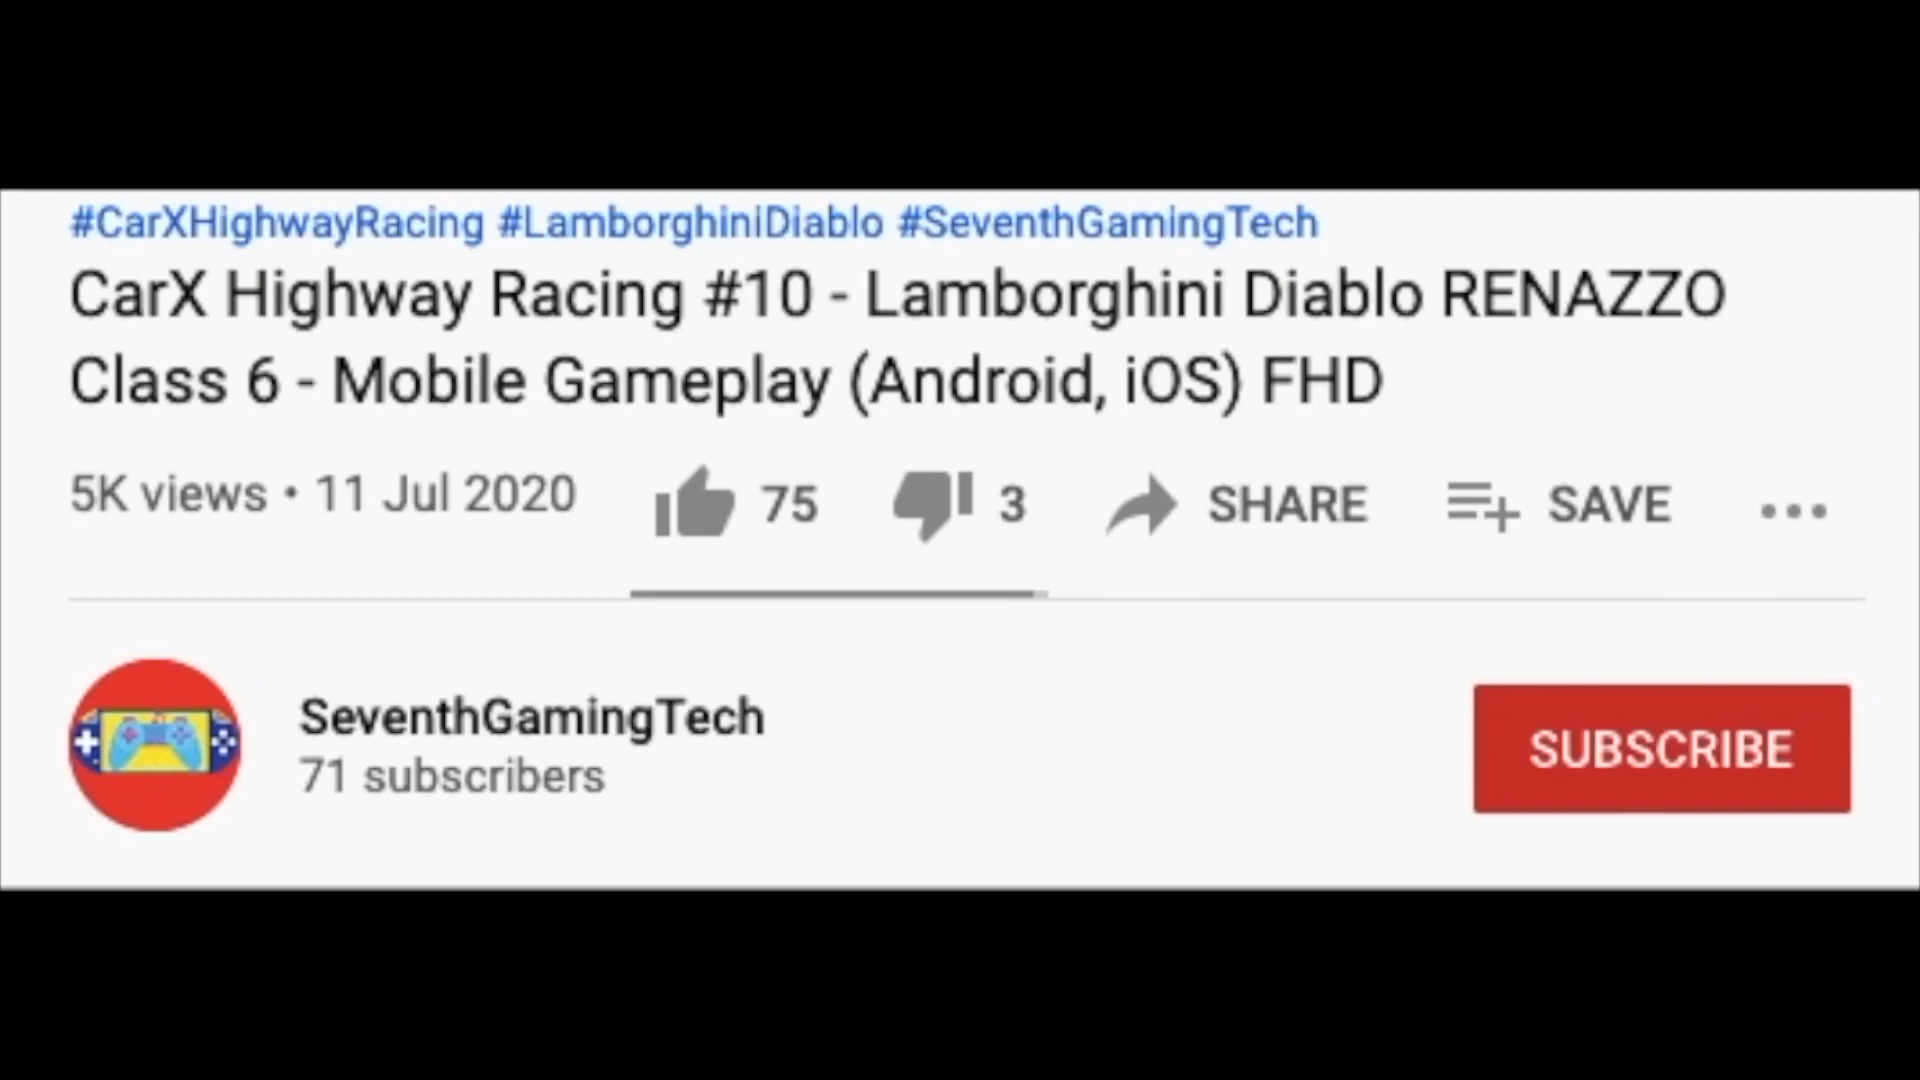 #CarXHighwayRacing #LamborghiniDiablo #SeventhGamingTech
CarX Highway Racing #10 - Lamborghini Diablo RENAZZO
Class 6 - Mobile Gameplay (Android, iOS) FHD
5K views • 11 Jul 2020 75 3 SHARE SAVE
SeventhGamingTech
71 subscribers
SUBSCRIBE